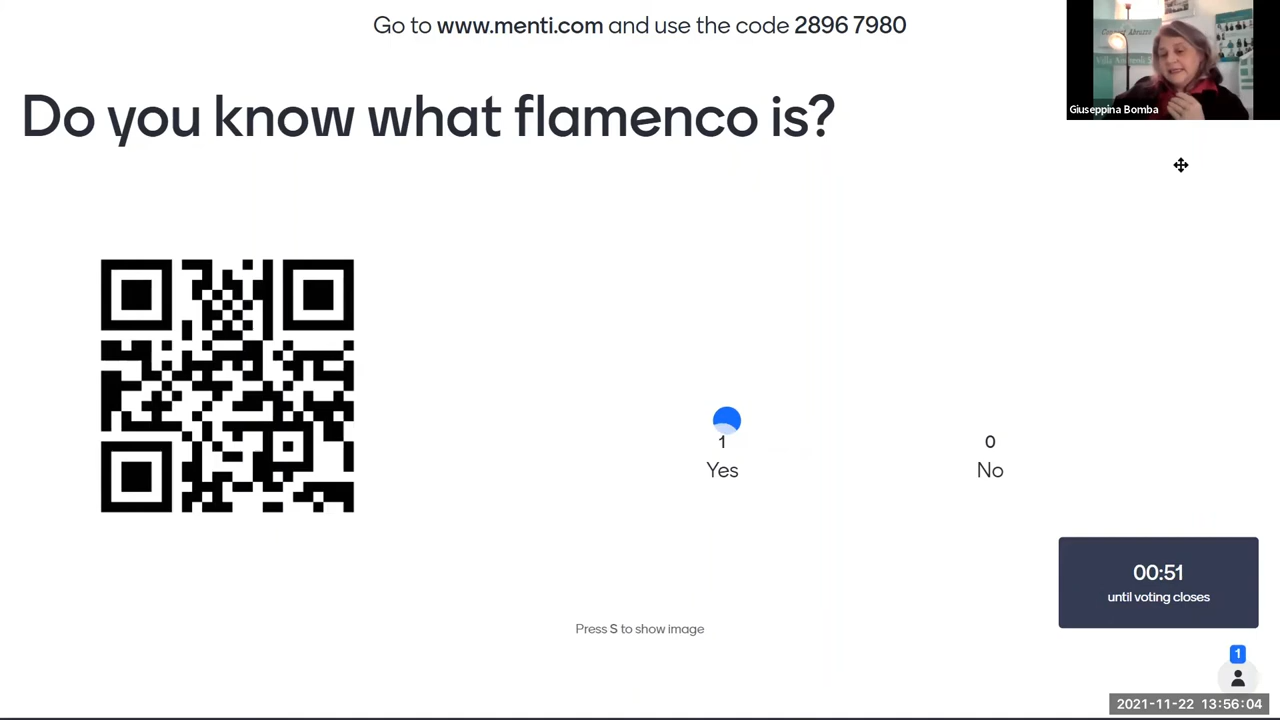 Go to www.menti.com and use the code 2896 7980
Do you know what flamenco is?
Giuseppina Bomba
1
Yes
0
No
00:51
until voting closes
Press S to show image
1
2021-11-22 13:56:04